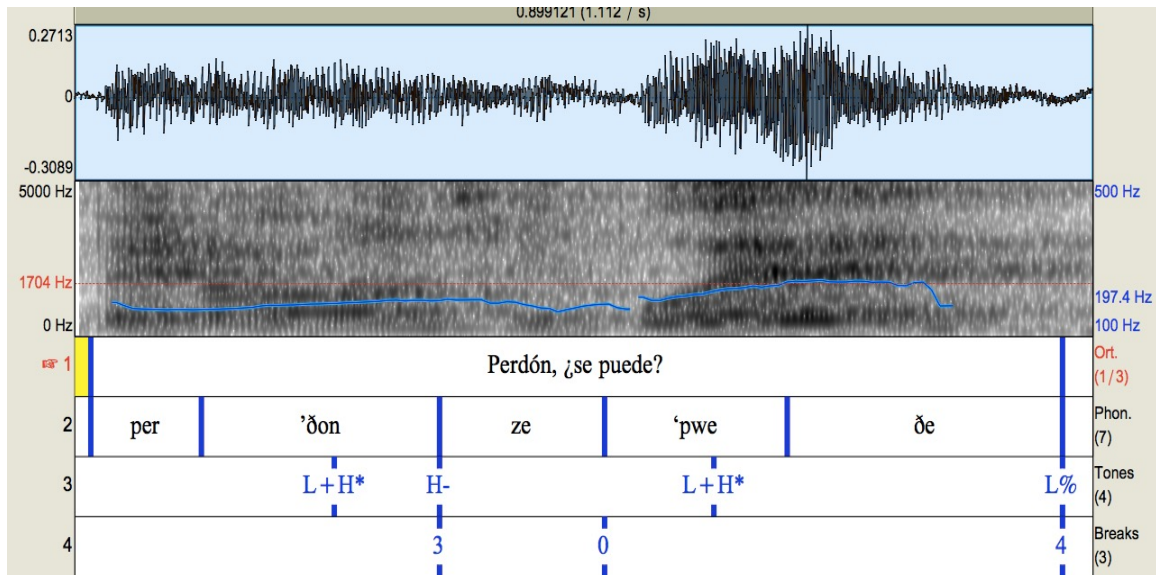 0.899121 (1.112 / s)
0.2713
0
-0.3089
5000 Hz 500 Hz
1704 Hz
197.4 Hz
0 Hz 100 Hz
☞ 1 Perdón, ¿se puede? Ort.
(1/3)
2 per ’ðon ze ‘pwe ðe Phon.
(7)
3 L+H* H- L+H* L% Tones
(4)
4 3 0 4 Breaks
(3)